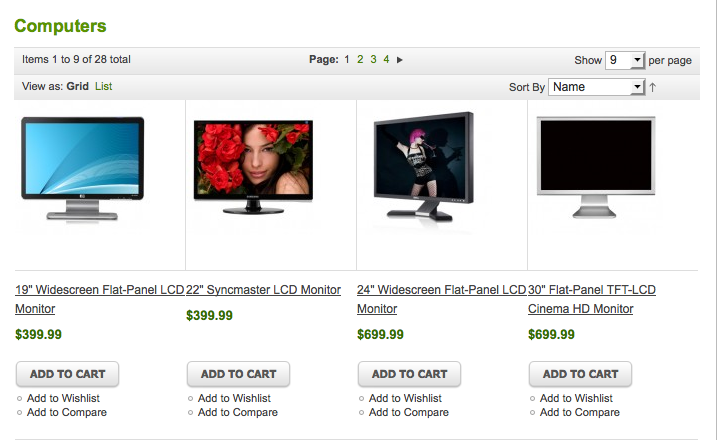 Computers
Items 1 to 9 of 28 total
Page: 1 2 3 4
Show 9 per page
View as: Grid List
Sort By Name
19" Widescreen Flat-Panel LCD
Monitor
$399.99
ADD TO CART
Add to Wishlist
Add to Compare
22" Syncmaster LCD Monitor
$399.99
ADD TO CART
Add to Wishlist
Add to Compare
24" Widescreen Flat-Panel LCD
Monitor
$699.99
ADD TO CART
Add to Wishlist
Add to Compare
30" Flat-Panel TFT-LCD
Cinema HD Monitor
$699.99
ADD TO CART
Add to Wishlist
Add to Compare